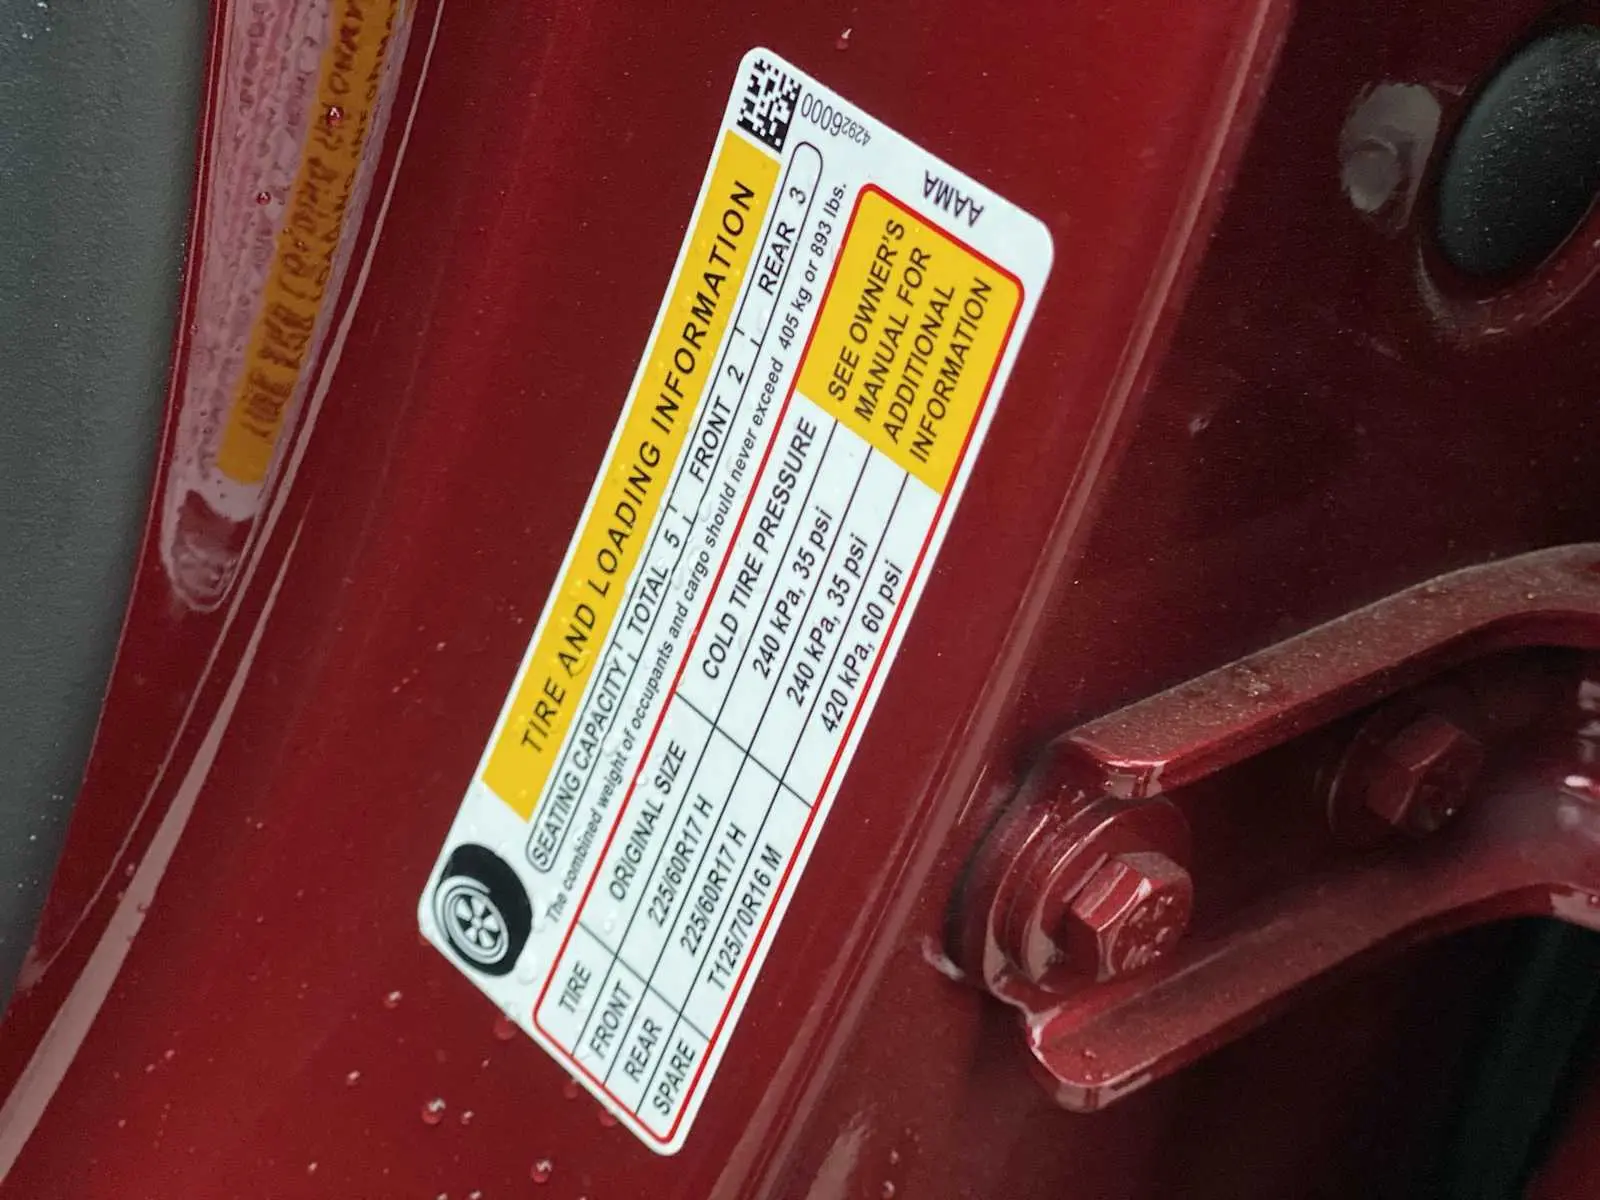 42926000
AAMA
TIRE AND LOADING INFORMATION
SEATING CAPACITY TOTAL 5 FRONT 2 REAR 3
The combined weight of occupants and cargo should never exceed 405 kg or 893 lbs.
TIRE ORIGINAL SIZE COLD TIRE PRESSURE
FRONT 225/60R17 H 240 kPa, 35 psi
REAR 225/60R17 H 240 kPa, 35 psi
SPARE T125/70R16 M 420 kPa, 60 psi
SEE OWNER'S
MANUAL FOR
ADDITIONAL
INFORMATION